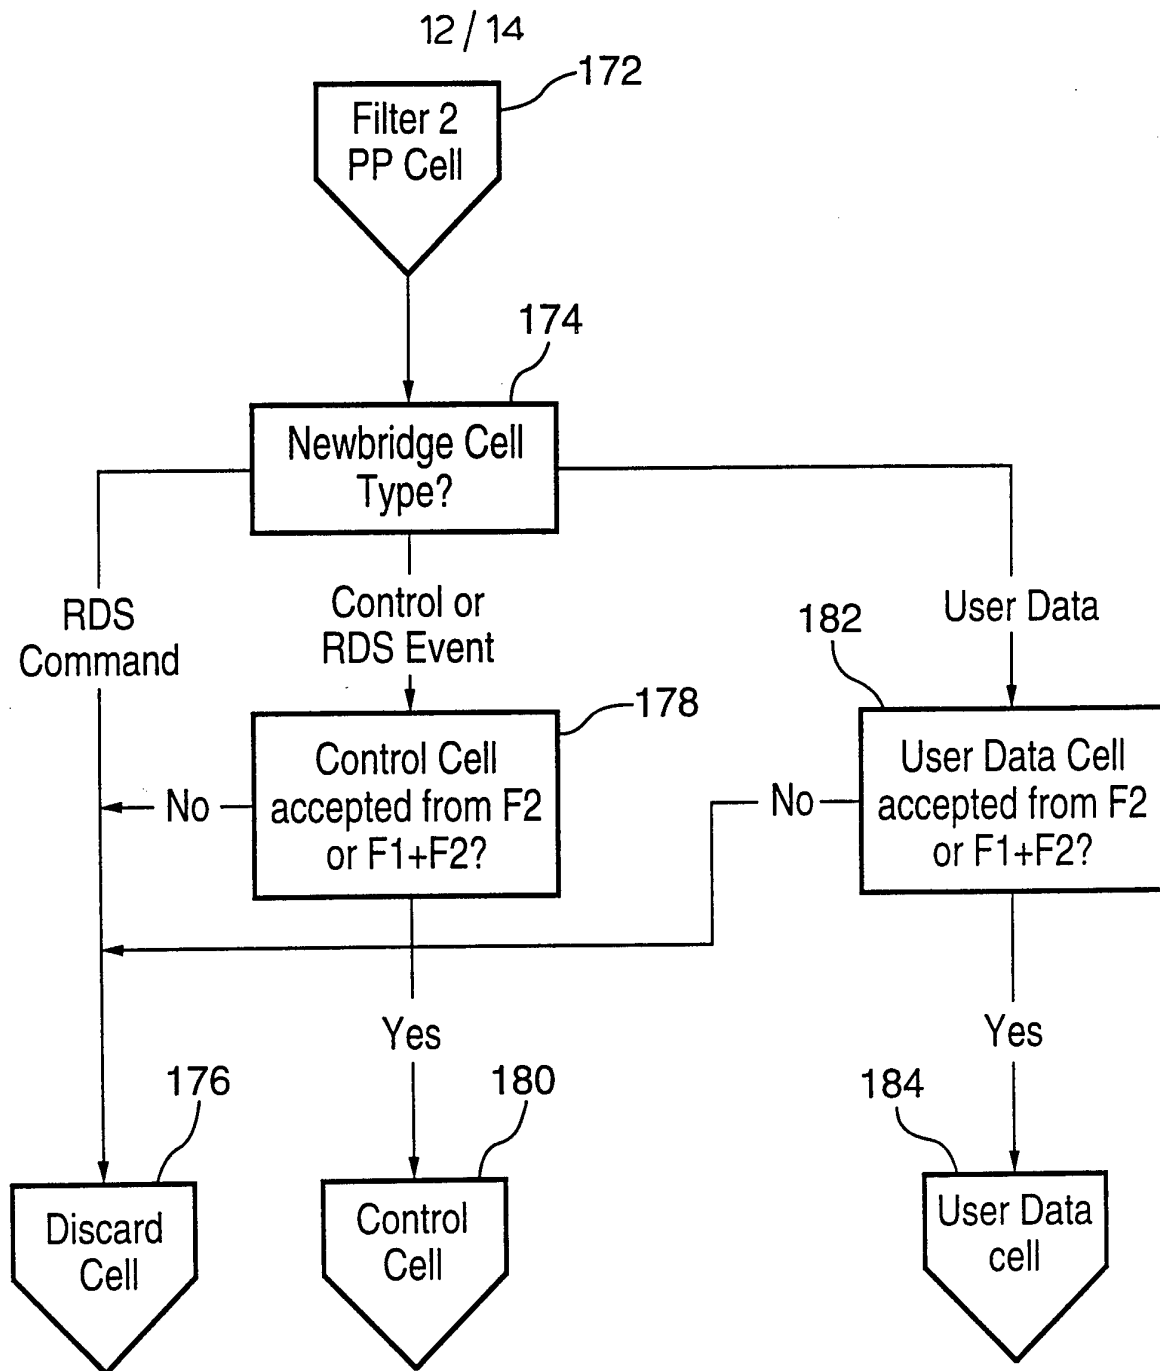 12/14
172
Filter 2
PP Cell
174
Newbridge Cell
Type?
RDS
Command
Control or
RDS Event
User Data
182
178
Control Cell
accepted from F2
or F1+F2?
No
User Data Cell
accepted from F2
or F1+F2?
No
Yes
Yes
176
180
184
Discard
Cell
Control
Cell
User Data
cell